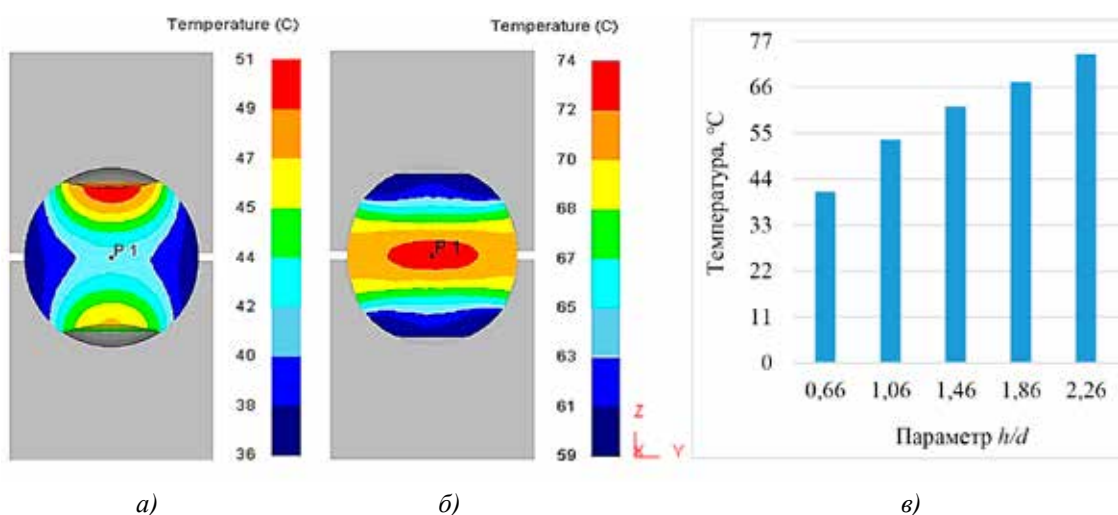 Temperature (C)
51
49
47
45
44
42
40
38
36
P 1
Temperature (C)
74
72
70
68
67
65
63
61
59
P 1
Z
X Y
Температура, °С
77
66
55
44
33
22
11
0
0,66 1,06 1,46 1,86 2,26
Параметр h/d
а) б) в)